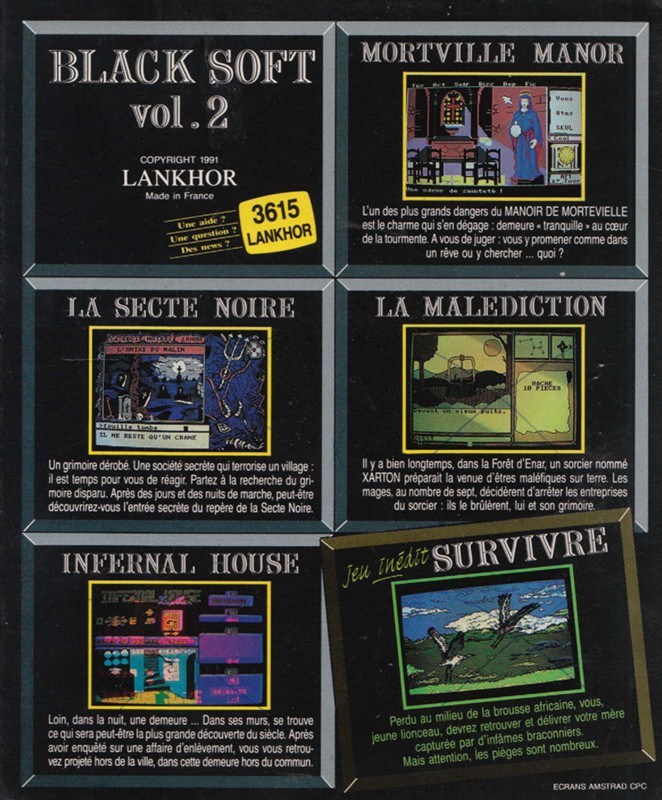 BLACK SOFT
vol. 2
COPYRIGHT 1991
LANKHOR
Made in France
Une aide ?
Une question ?
Des news ?
3615
LANKHOR
MORTVILLE MANOR
Vous
êtes
SEUL
Une odeur de sainteté !
L'un des plus grands dangers du MANOIR DE MORTEVIELLE
est le charme qui s'en dégage : demeure « tranquille » au cœur
de la tourmente. A vous de juger : vous y promener comme dans
un rêve ou y chercher ... quoi ?
LA SECTE NOIRE
L'ANTRE DU MALIN
>fouille tombe
IL NE RESTE QU'UN CRANE
Un grimoire dérobé. Une société secrète qui terrorise un village :
il est temps pour vous de réagir. Partez à la recherche du gri-
moire disparu. Après des jours et des nuits de marche, peut-être
découvrirez-vous l'entrée secrète du repère de la Secte Noire.
LA MALEDICTION
HACHE
10 PIECES
Devant un vieux puits.
Il y a bien longtemps, dans la Forêt d'Enar, un sorcier nommé
XARTON préparait la venue d'êtres maléfiques sur terre. Les
mages, au nombre de sept, décidèrent d'arrêter les entreprises
du sorcier : ils le brûlèrent, lui et son grimoire.
INFERNAL HOUSE
INFERNAL HOUSE
Loin, dans la nuit, une demeure ... Dans ses murs, se trouve
ce qui sera peut-être la plus grande découverte du siècle. Après
avoir enquêté sur une affaire d'enlèvement, vous vous retrou-
vez projeté hors de la ville, dans cette demeure hors du commun.
Jeu inédit
SURVIVRE
Perdu au milieu de la brousse africaine, vous,
jeune lionceau, devrez retrouver et délivrer votre mère
capturée par d'infâmes braconniers.
Mais attention, les pièges sont nombreux.
ECRANS AMSTRAD CPC